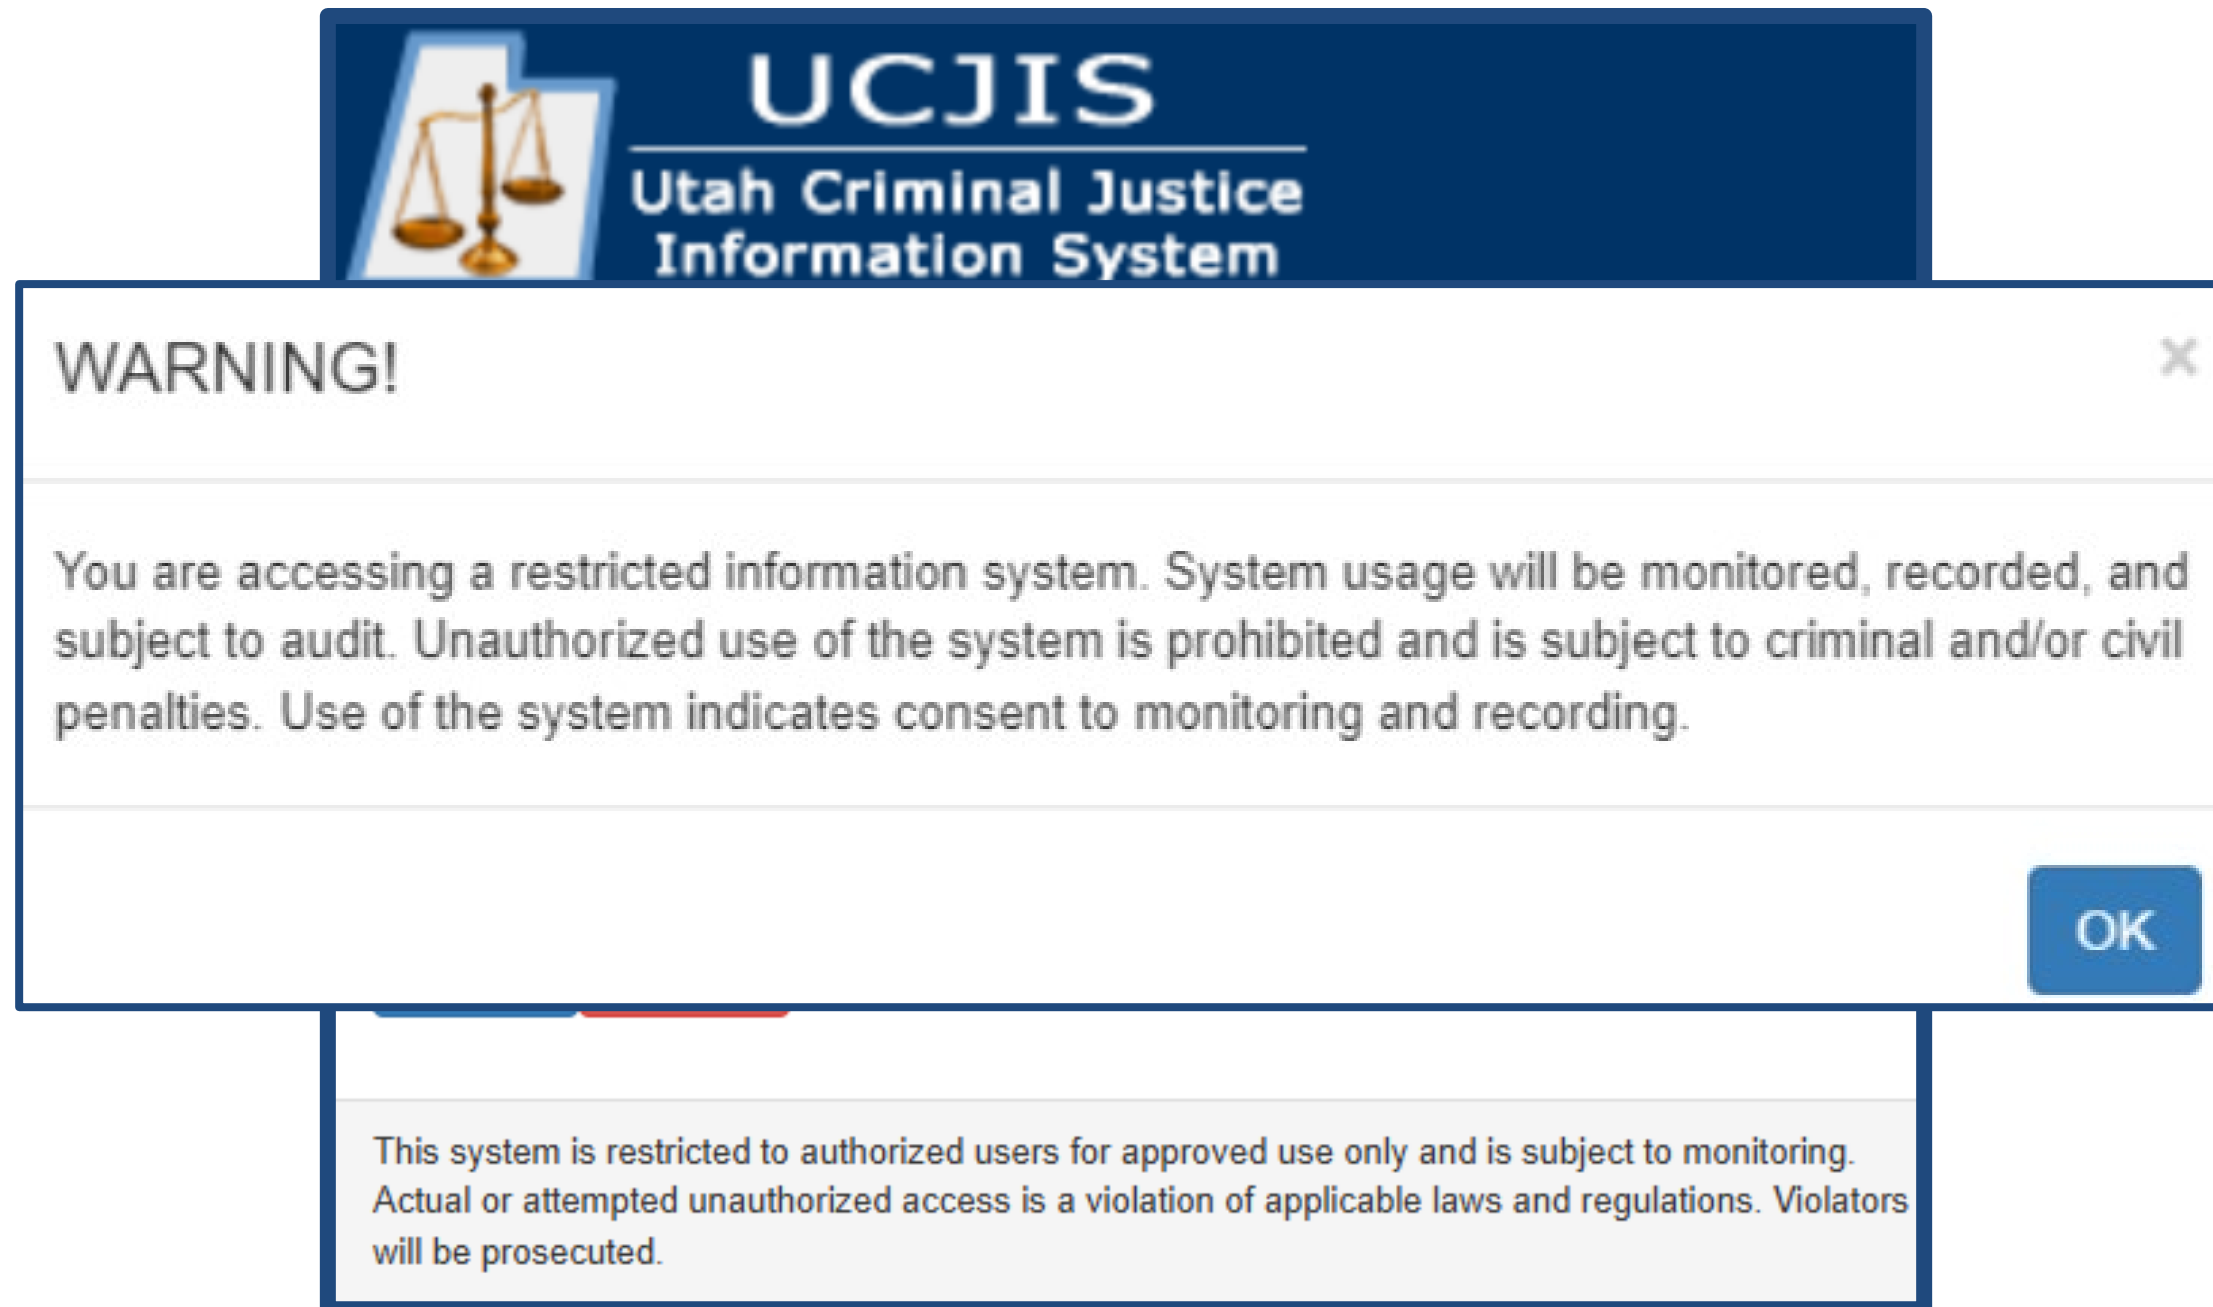 UCJIS
Utah Criminal Justice
Information System
WARNING!
×
You are accessing a restricted information system. System usage will be monitored, recorded, and
subject to audit. Unauthorized use of the system is prohibited and is subject to criminal and/or civil
penalties. Use of the system indicates consent to monitoring and recording.
OK
This system is restricted to authorized users for approved use only and is subject to monitoring.
Actual or attempted unauthorized access is a violation of applicable laws and regulations. Violators
will be prosecuted.